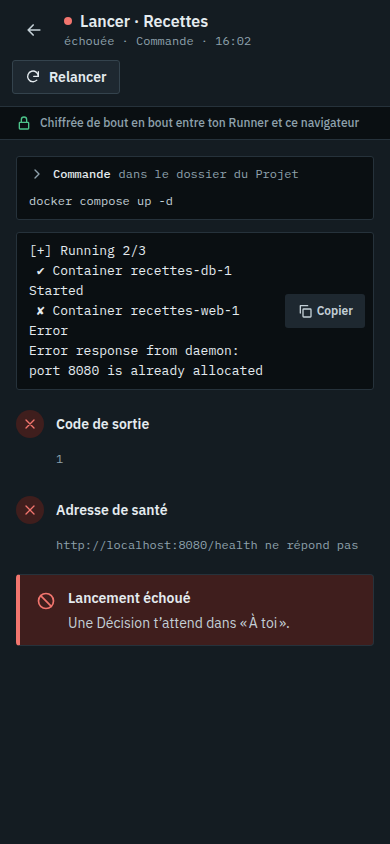 Lancer · Recettes
échouée · Commande · 16:02
Relancer
Chiffrée de bout en bout entre ton Runner et ce navigateur
Commande dans le dossier du Projet
docker compose up -d
[+] Running 2/3
✔ Container recettes-db-1
Started
✘ Container recettes-web-1
Error
Error response from daemon:
port 8080 is already allocated
Copier
Code de sortie
1
Adresse de santé
http://localhost:8080/health ne répond pas
Lancement échoué
Une Décision t’attend dans « À toi ».